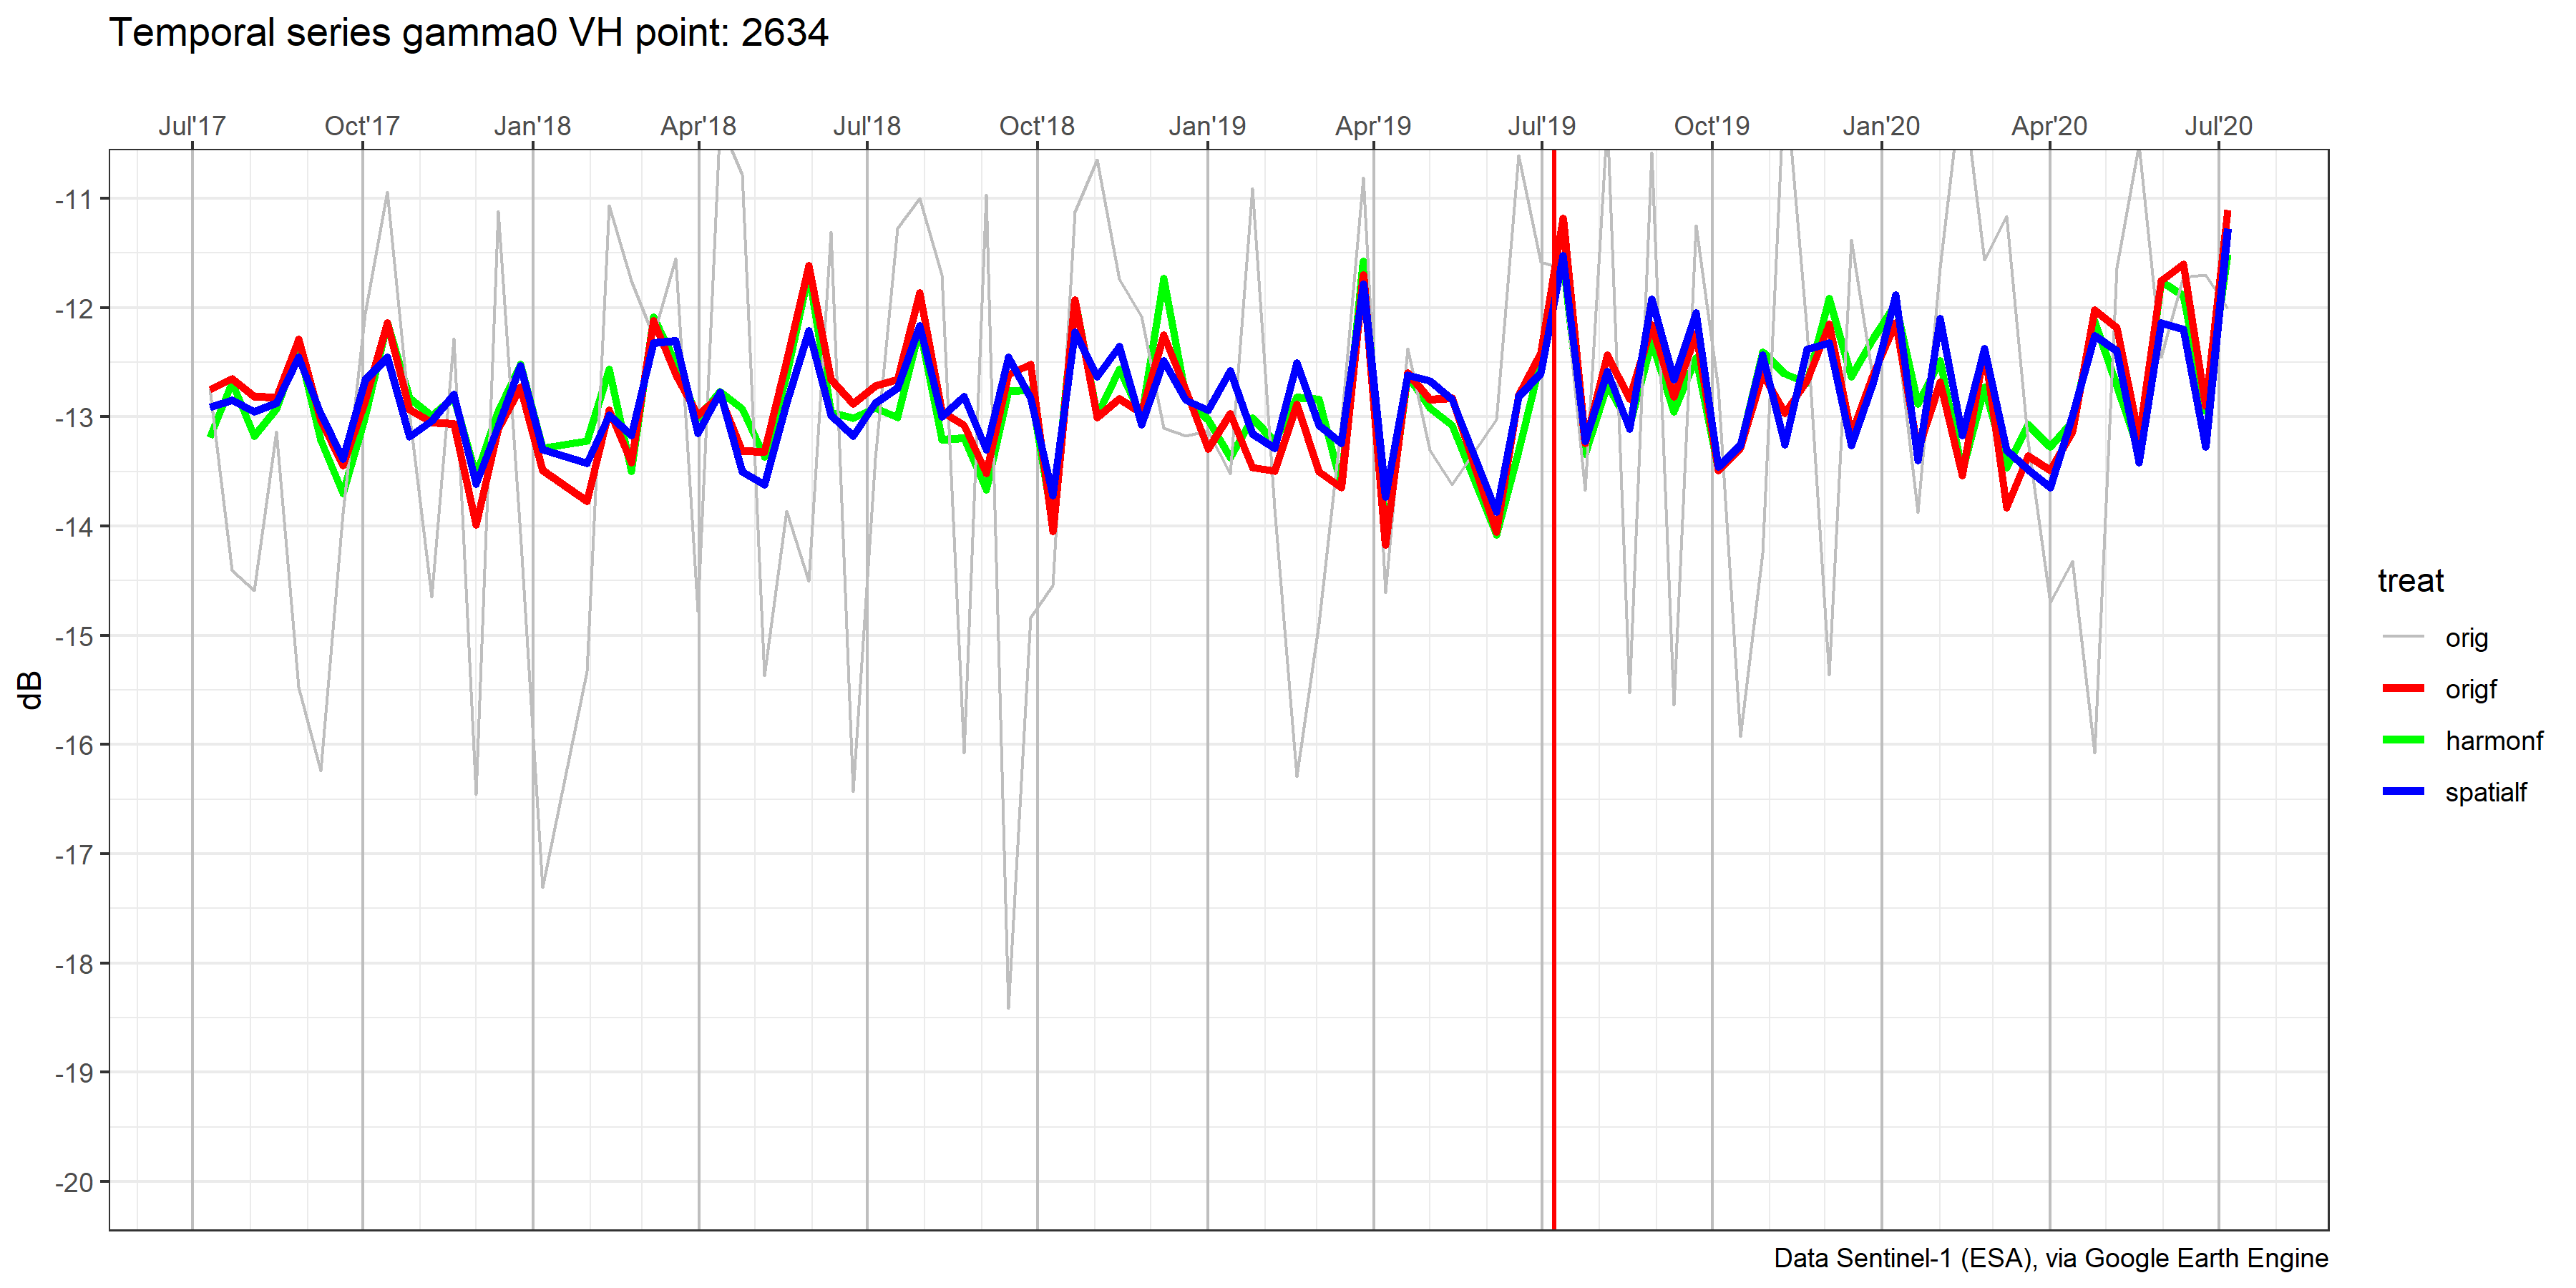 Temporal series gamma0 VH point: 2634
Jul'17 Oct'17 Jan'18 Apr'18 Jul'18 Oct'18 Jan'19 Apr'19 Jul'19 Oct'19 Jan'20 Apr'20 Jul'20
-11
-12
-13
-14
-15
-16
-17
-18
-19
-20
dB
treat
orig
origf
harmonf
spatialf
Data Sentinel-1 (ESA), via Google Earth Engine